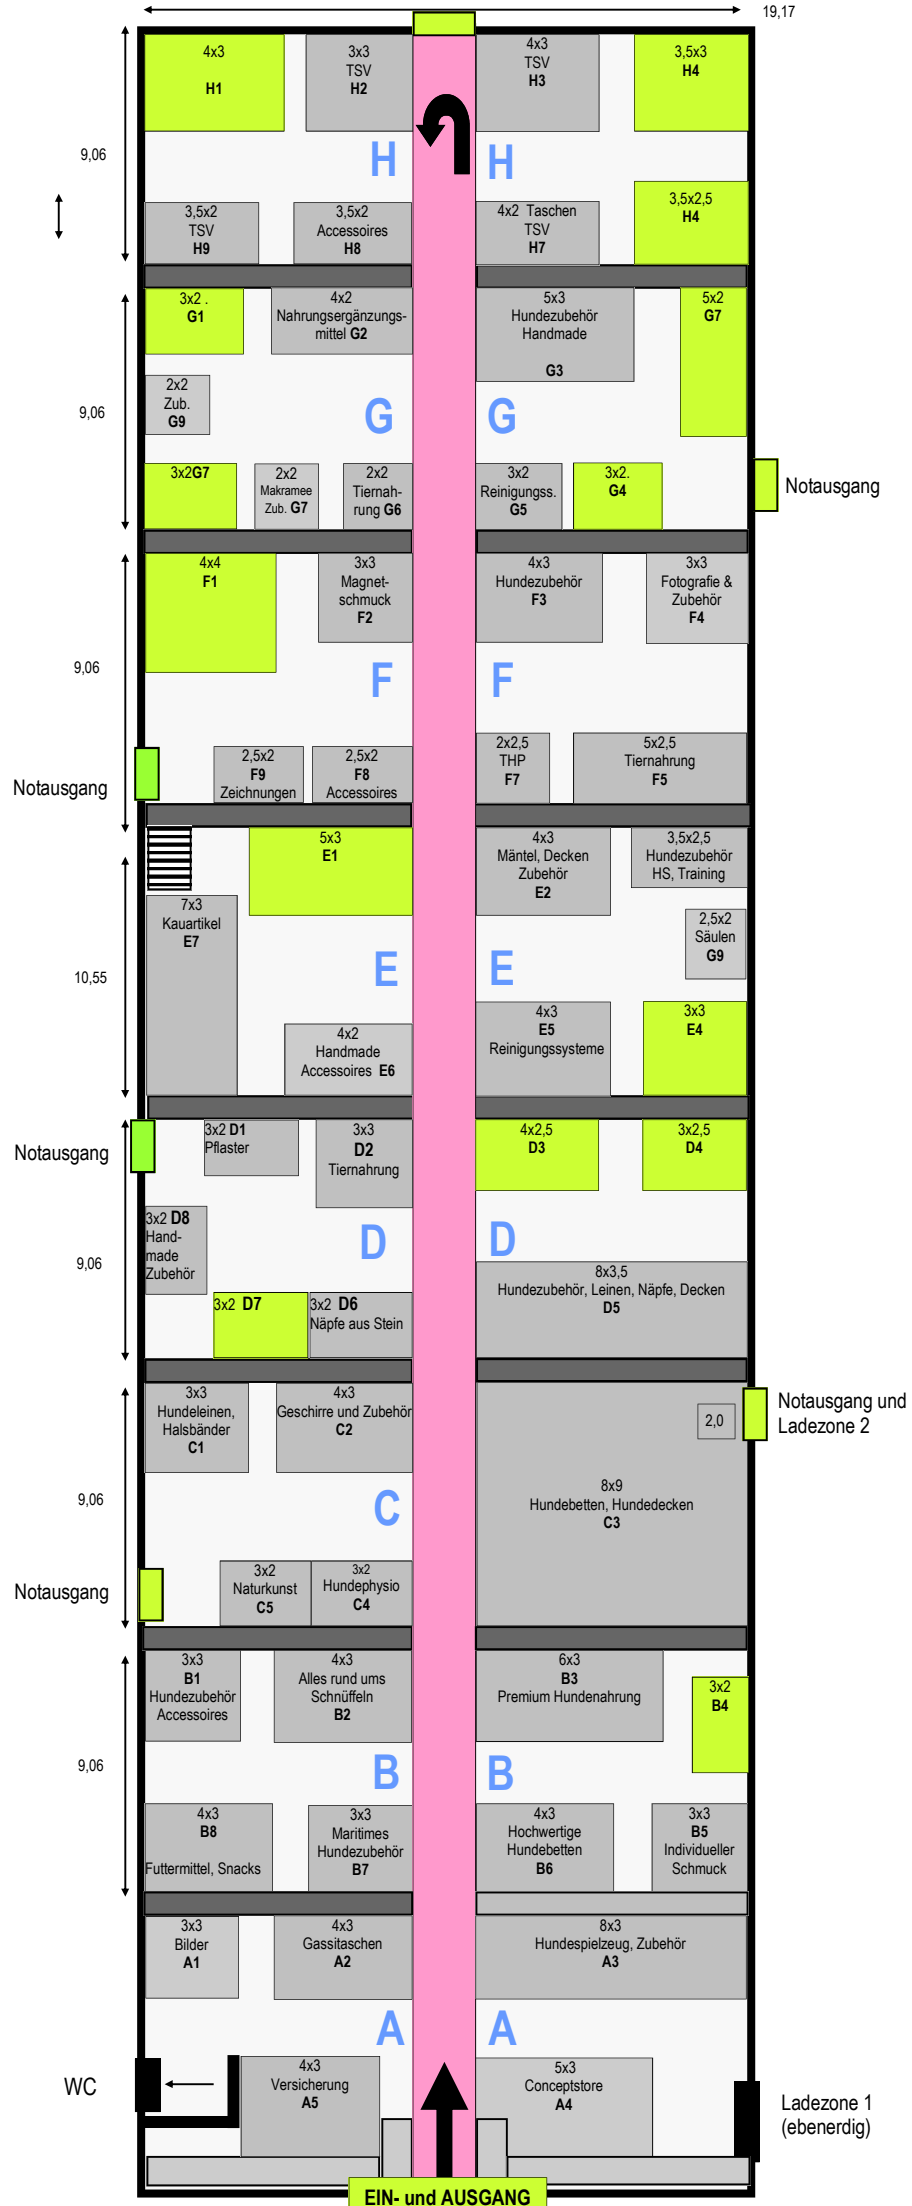 19,17
4x3
H1
3x3
TSV
H2
4x3
TSV
H3
3,5x3
H4
9,06
H
H
3,5x2
TSV
H9
3,5x2
Accessoires
H8
4x2 Taschen
TSV
H7
3,5x2,5
H4
3x2 .
G1
4x2
Nahrungsergänzungs-
mittel G2
5x3
Hundezubehör
Handmade
G3
5x2
G7
2x2
Zub.
G9
9,06
G
G
3x2G7
2x2
Makramee
Zub. G7
2x2
Tiernah-
rung G6
3x2
Reinigungss.
G5
3x2.
G4
Notausgang
4x4
F1
3x3
Magnet-
schmuck
F2
4x3
Hundezubehör
F3
3x3
Fotografie &
Zubehör
F4
9,06
F
F
Notausgang
2,5x2
F9
Zeichnungen
2,5x2
F8
Accessoires
2x2,5
THP
F7
5x2,5
Tiernahrung
F5
5x3
E1
4x3
Mäntel, Decken
Zubehör
E2
3,5x2,5
Hundezubehör
HS, Training
7x3
Kauartikel
E7
2,5x2
Säulen
G9
10,55
E
E
4x2
Handmade
Accessoires E6
4x3
E5
Reinigungssysteme
3x3
E4
Notausgang
3x2 D1
Pflaster
3x3
D2
Tiernahrung
4x2,5
D3
3x2,5
D4
3x2 D8
Hand-
made
Zubehör
9,06
D
D
8x3,5
Hundezubehör, Leinen, Näpfe, Decken
D5
3x2 D7
3x2 D6
Näpfe aus Stein
3x3
Hundeleinen,
Halsbänder
C1
4x3
Geschirre und Zubehör
C2
2,0
Notausgang und
Ladezone 2
9,06
C
8x9
Hundebetten, Hundedecken
C3
Notausgang
3x2
Naturkunst
C5
3x2
Hundephysio
C4
3x3
B1
Hundezubehör
Accessoires
4x3
Alles rund ums
Schnüffeln
B2
6x3
B3
Premium Hundenahrung
3x2
B4
9,06
B
B
4x3
B8
Futtermittel, Snacks
3x3
Maritimes
Hundezubehör
B7
4x3
Hochwertige
Hundebetten
B6
3x3
B5
Individueller
Schmuck
3x3
Bilder
A1
4x3
Gassitaschen
A2
8x3
Hundespielzeug, Zubehör
A3
A
A
WC
4x3
Versicherung
A5
5x3
Conceptstore
A4
Ladezone 1
(ebenerdig)
EIN- und AUSGANG